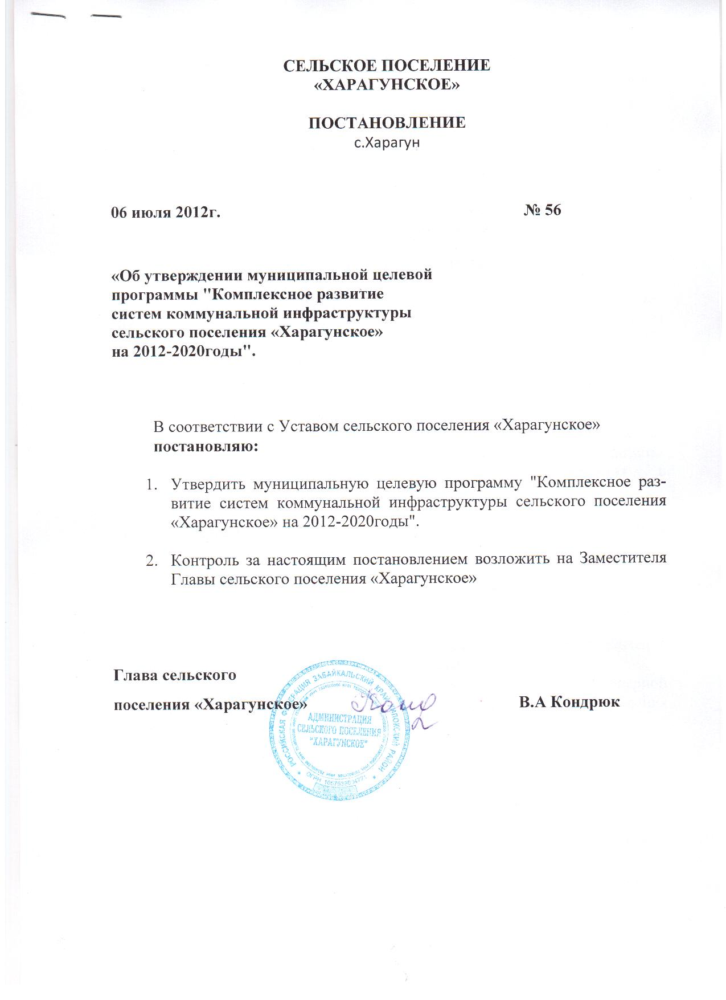 СЕЛЬСКОЕ ПОСЕЛЕНИЕ
«ХАРАГУНСКОЕ»
ПОСТАНОВЛЕНИЕ
с.Харагун
06 июля 2012г. № 56
«Об утверждении муниципальной целевой
программы "Комплексное развитие
систем коммунальной инфраструктуры
сельского поселения «Харагунское»
на 2012-2020годы".
В соответствии с Уставом сельского поселения «Харагунское»
постановляю:
1. Утвердить муниципальную целевую программу "Комплексное раз-
витие систем коммунальной инфраструктуры сельского поселения
«Харагунское» на 2012-2020годы".
2. Контроль за настоящим постановлением возложить на Заместителя
Главы сельского поселения «Харагунское»
Глава сельского
поселения «Харагунское» В.А Кондрюк
РОССИЙСКАЯ ФЕДЕРАЦИЯ ЗАБАЙКАЛЬСКИЙ КРАЙ ХИЛОКСКИЙ РАЙОН
АДМИНИСТРАЦИЯ
СЕЛЬСКОГО ПОСЕЛЕНИЯ
"ХАРАГУНСКОЕ"
ОГРН